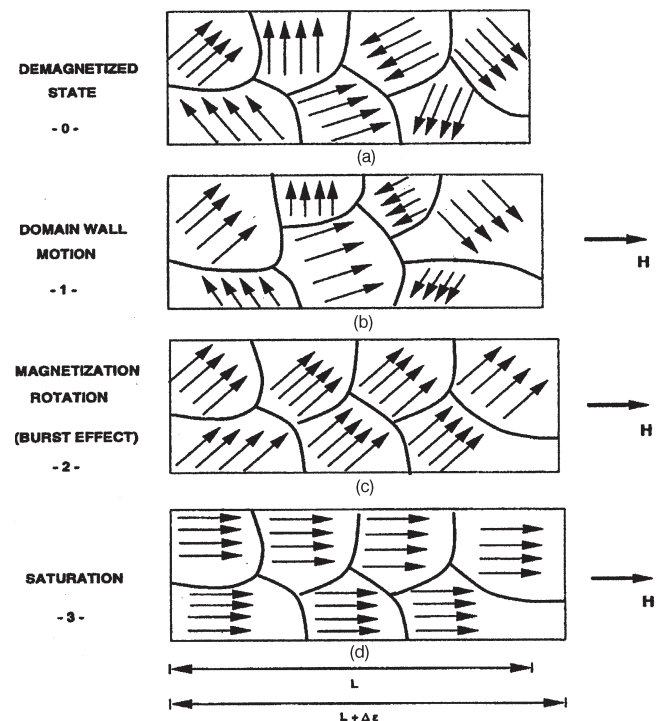 DEMAGNETIZED
STATE
- 0 -
(a)
DOMAIN WALL
MOTION
- 1 -
H
(b)
MAGNETIZATION
ROTATION
(BURST EFFECT)
- 2 -
H
(c)
SATURATION
- 3 -
H
(d)
L
L + Δε